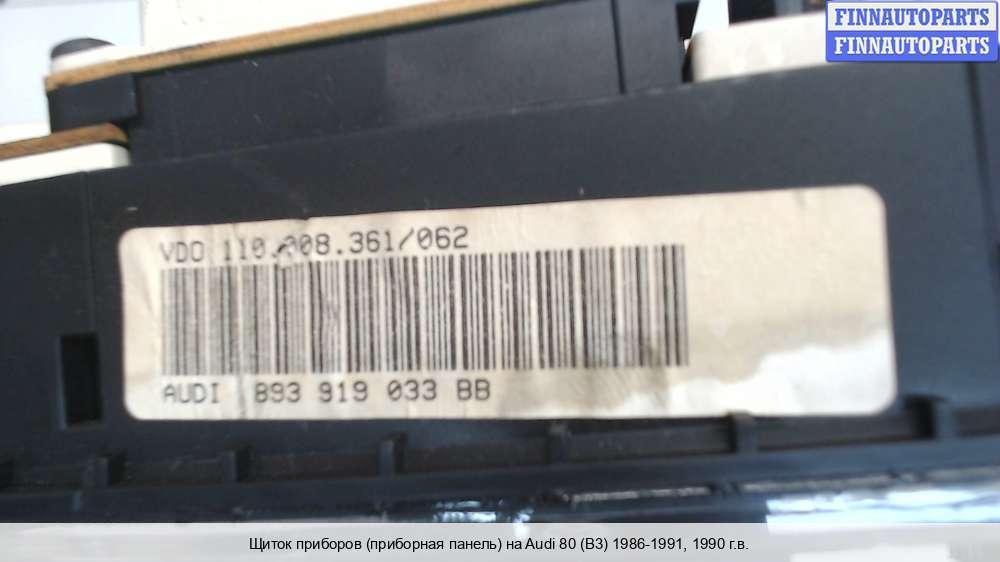 FINNAUTOPARTS
FINNAUTOPARTS
VDO 110.008.361/062
AUDI 893 919 033 BB
Щиток приборов (приборная панель) на Audi 80 (B3) 1986-1991, 1990 г.в.